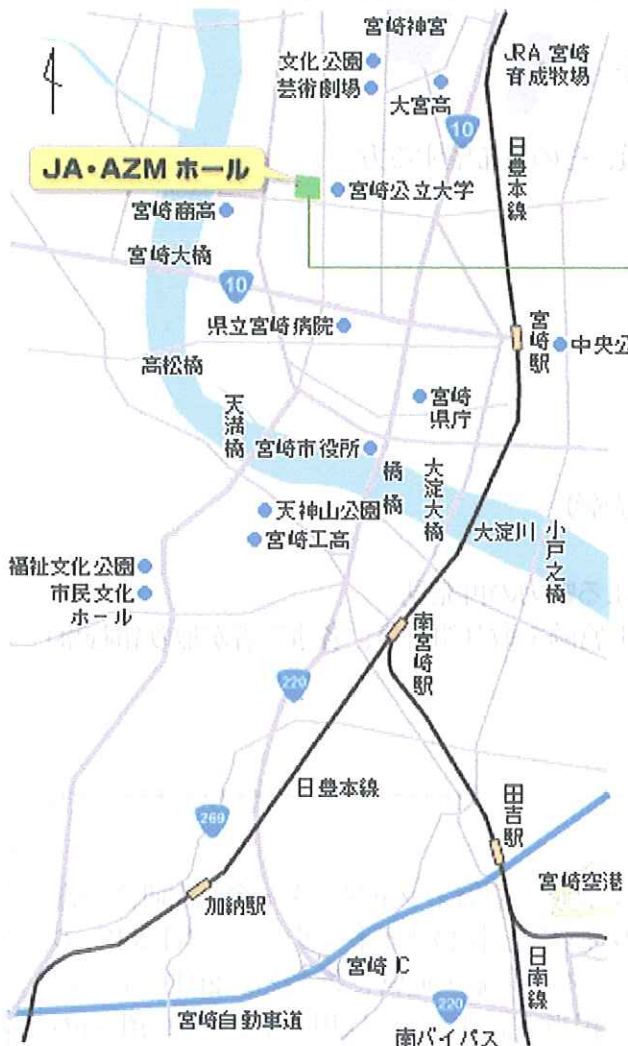 宮崎神宮
文化公園
芸術劇場
大宮高
JRA 宮崎
育成牧場
10
日豊本線
JA・AZM ホール
宮崎公立大学
宮崎商高
宮崎大橋
10
県立宮崎病院
宮崎駅
中央公
高松橋
天満橋
宮崎県庁
宮崎市役所
橘橋
大淀大橋
天神山公園
宮崎工高
大淀川
小戸之橋
福祉文化公園
市民文化
ホール
南宮崎駅
220
日豊本線
269
田吉駅
宮崎空港
加納駅
宮崎IC
日南線
宮崎自動車道
220
南バイパス